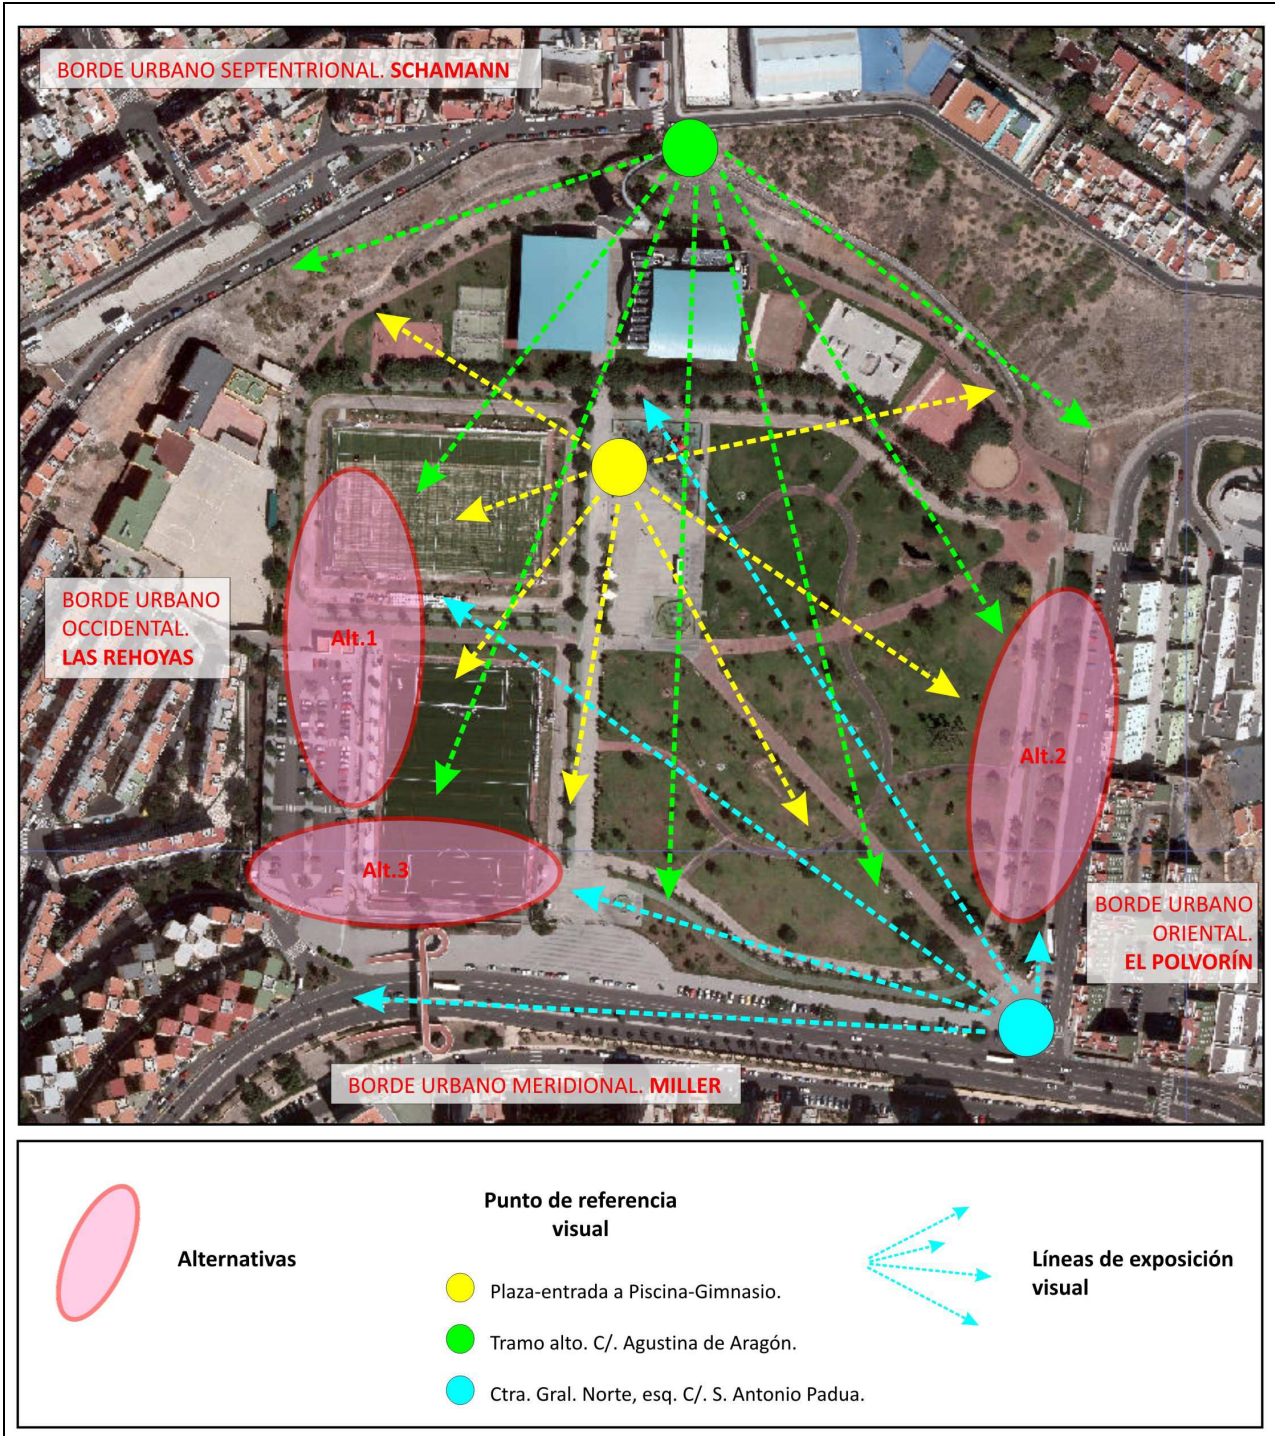 BORDE URBANO SEPTENTRIONAL. SCHAMANN
BORDE URBANO
OCCIDENTAL.
LAS REHOYAS
Alt.1
Alt.2
Alt.3
BORDE URBANO
ORIENTAL.
EL POLVORÍN
BORDE URBANO MERIDIONAL. MILLER
Alternativas
Punto de referencia
visual
Plaza-entrada a Piscina-Gimnasio.
Tramo alto. C/. Agustina de Aragón.
Ctra. Gral. Norte, esq. C/. S. Antonio Padua.
Líneas de exposición
visual